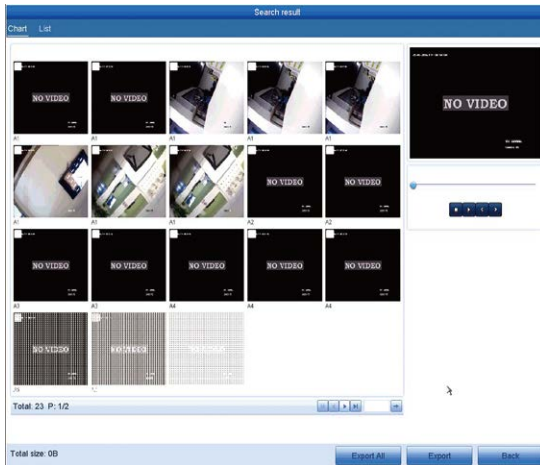 Search result
Chart List
NO VIDEO
NO VIDEO
A1 A1 A1 A1 A1
NO VIDEO
NO VIDEO
NO VIDEO
A1 A1 A1 A2 A2
NO VIDEO
NO VIDEO
NO VIDEO
NO VIDEO
NO VIDEO
A3 A3 A4 A4 A4
NO VIDEO
NO VIDEO
Total: 23 P: 1/2
Total size: 0B
Export All Export Back